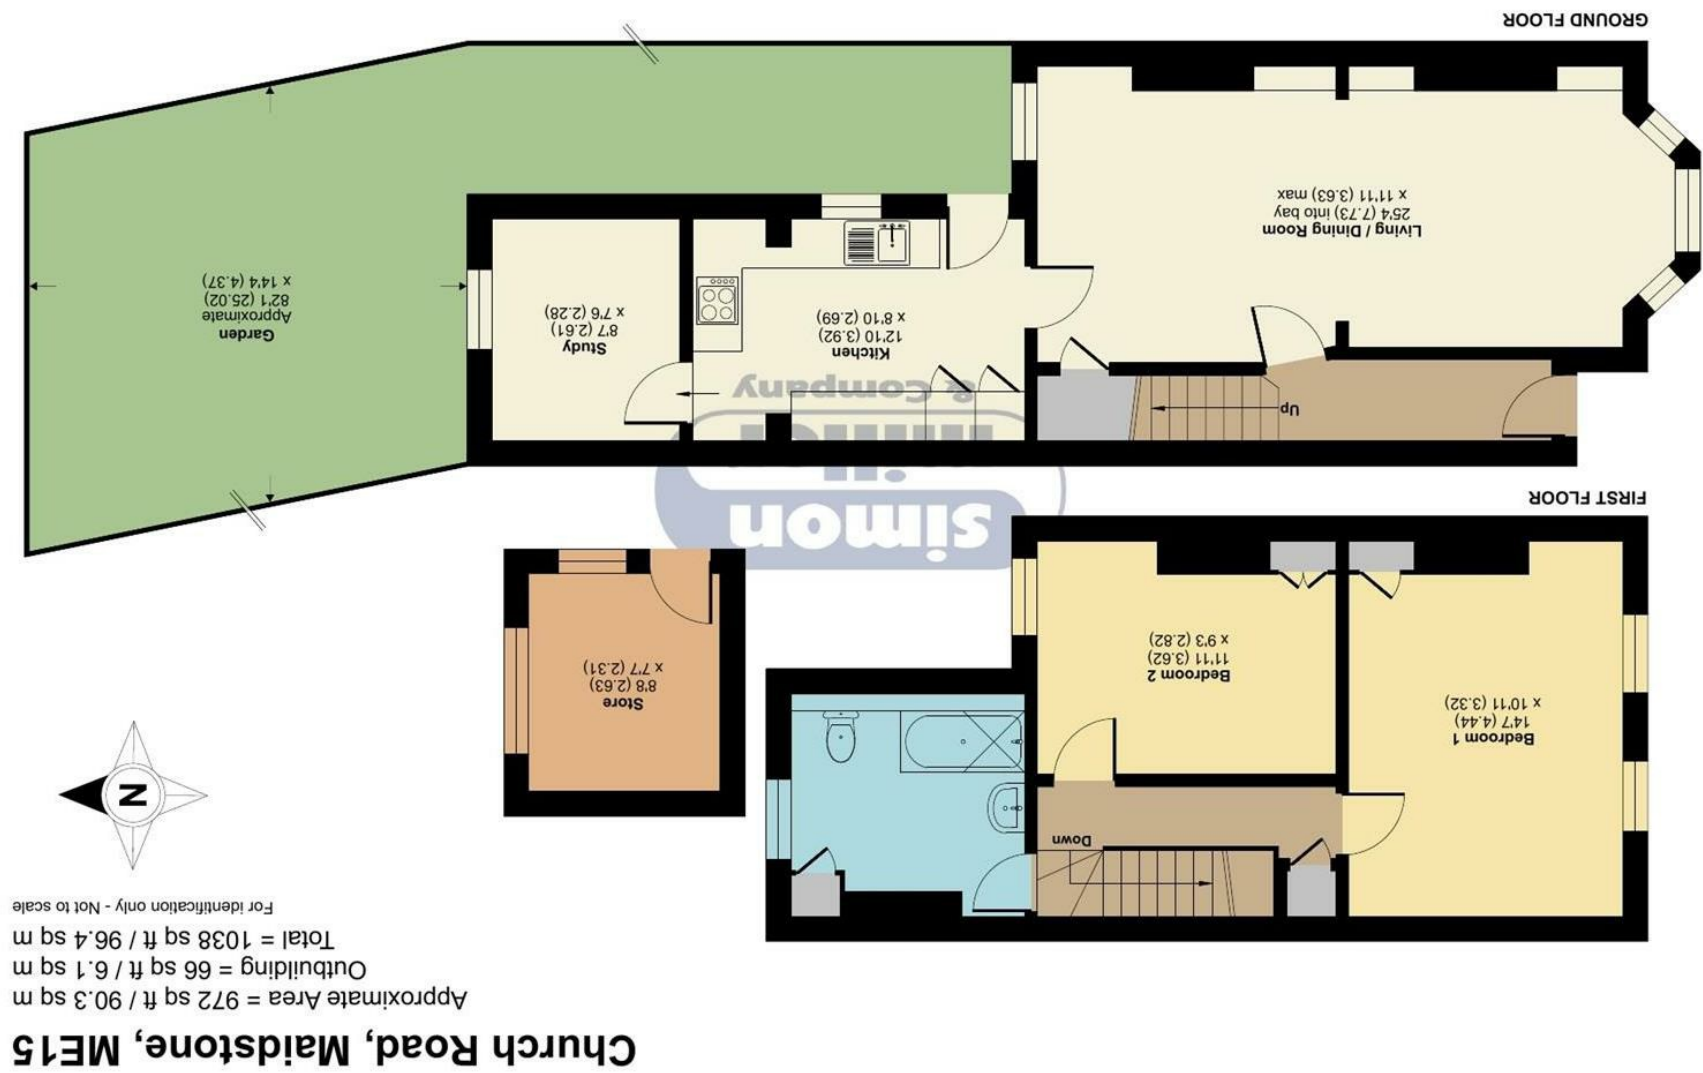 Church Road, Maidstone, ME15
Approximate Area = 972 sq ft / 90.3 sq m
Outbuilding = 66 sq ft / 6.1 sq m
Total = 1038 sq ft / 96.4 sq m
For identification only - Not to scale
N
Bedroom 1
14'7 (4.44)
x 10'11 (3.32)
Down
Bedroom 2
11'11 (3.62)
x 9'3 (2.82)
Store
8'8 (2.63)
x 7'7 (2.31)
FIRST FLOOR
simon
miller
& Company
Up
Living / Dining Room
25'4 (7.73) into bay
x 11'11 (3.63) max
Kitchen
12'10 (3.92)
x 8'10 (2.69)
Study
8'7 (2.61)
x 7'6 (2.28)
Garden
Approximate
82'1 (25.02)
x 14'4 (4.37)
GROUND FLOOR